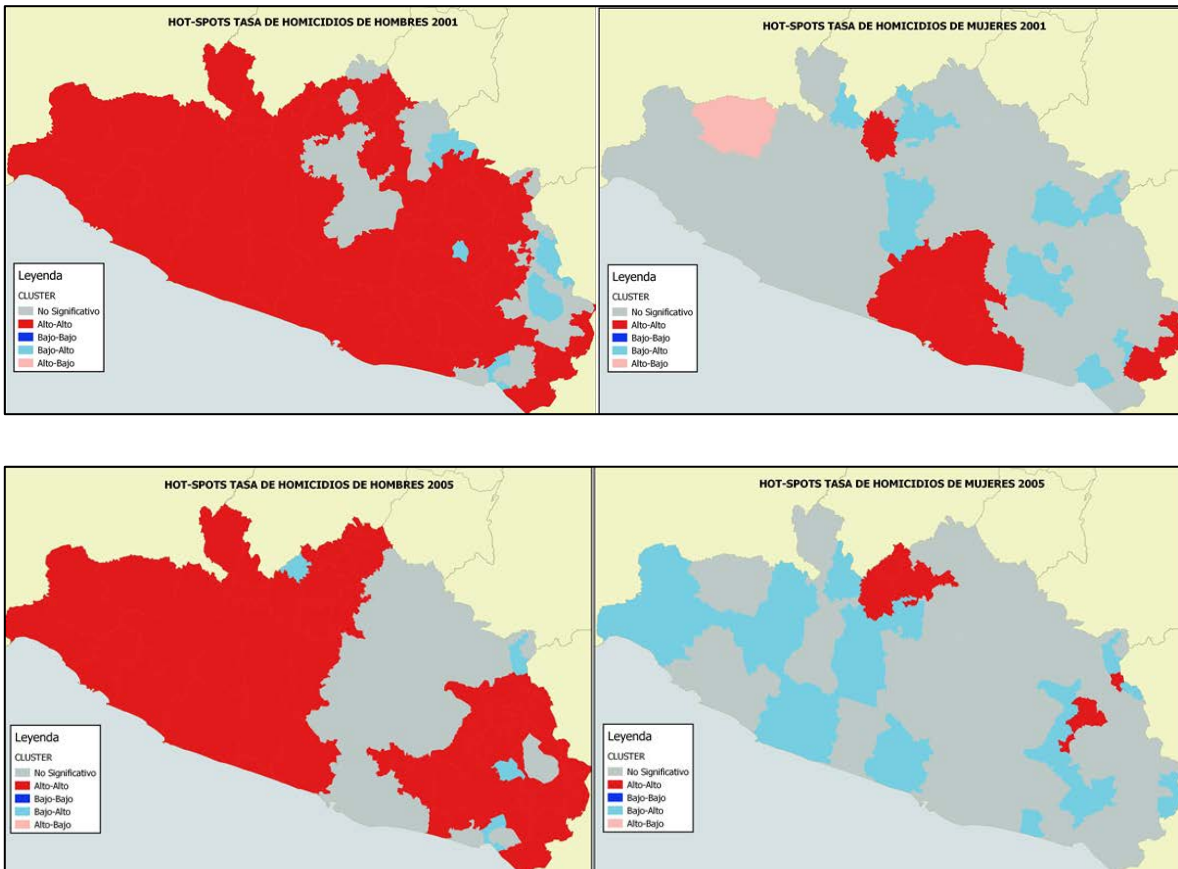 HOT-SPOTS TASA DE HOMICIDIOS DE HOMBRES 2001
Leyenda
CLUSTER
No Significativo
Alto-Alto
Bajo-Bajo
Bajo-Alto
Alto-Bajo
HOT-SPOTS TASA DE HOMICIDIOS DE MUJERES 2001
Leyenda
CLUSTER
No Significativo
Alto-Alto
Bajo-Bajo
Bajo-Alto
Alto-Bajo
HOT-SPOTS TASA DE HOMICIDIOS DE HOMBRES 2005
Leyenda
CLUSTER
No Significativo
Alto-Alto
Bajo-Bajo
Bajo-Alto
Alto-Bajo
HOT-SPOTS TASA DE HOMICIDIOS DE MUJERES 2005
Leyenda
CLUSTER
No Significativo
Alto-Alto
Bajo-Bajo
Bajo-Alto
Alto-Bajo